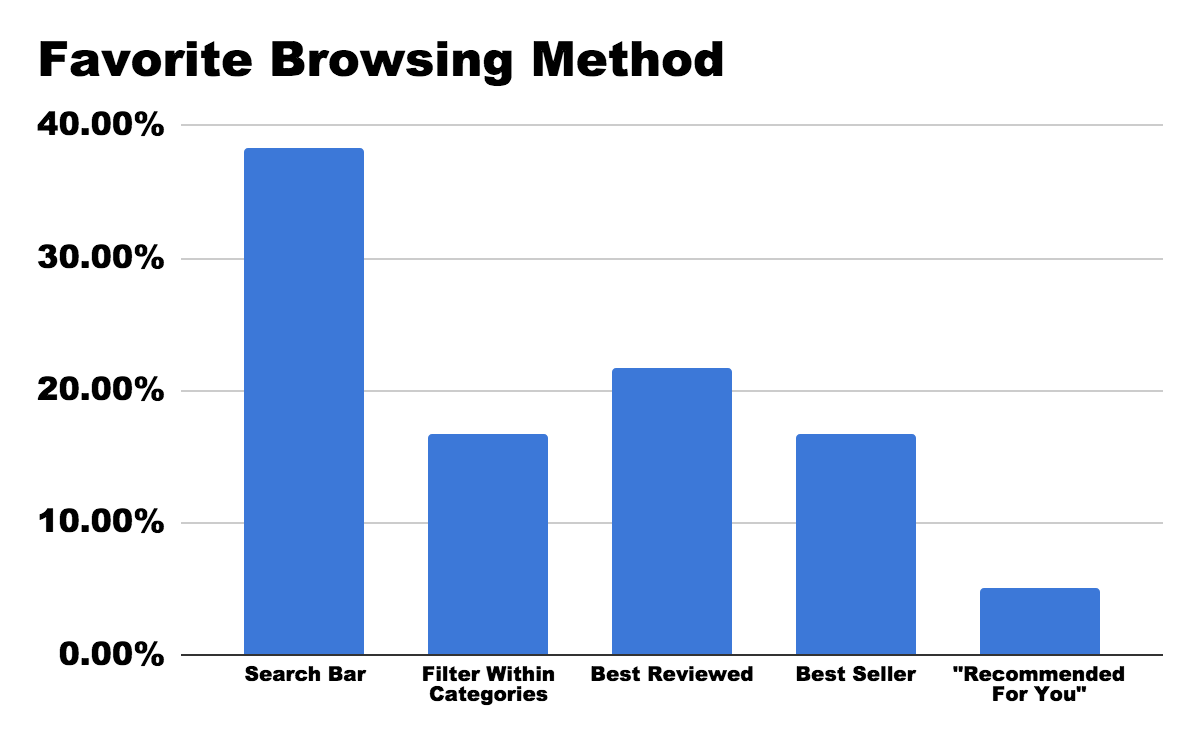 Favorite Browsing Method
40.00%
30.00%
20.00%
10.00%
0.00%
Search Bar
Filter Within
Categories
Best Reviewed
Best Seller
"Recommended
For You"